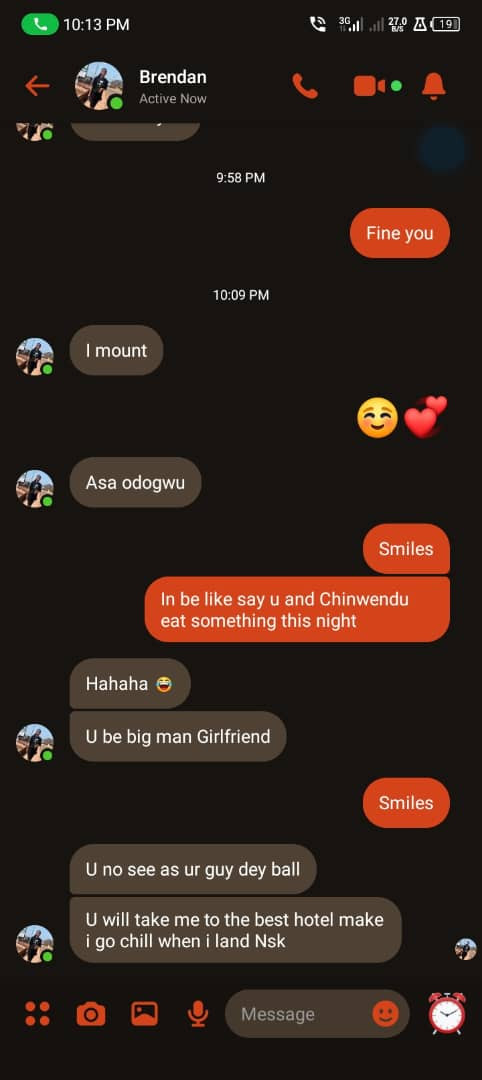 10:13 PM
3G
27.0
B/S
19
Brendan
Active Now
9:58 PM
Fine you
10:09 PM
I mount
Asa odogwu
Smiles
In be like say u and Chinwendu
eat something this night
Hahaha 😂
U be big man Girlfriend
Smiles
U no see as ur guy dey ball
U will take me to the best hotel make
i go chill when i land Nsk
Message